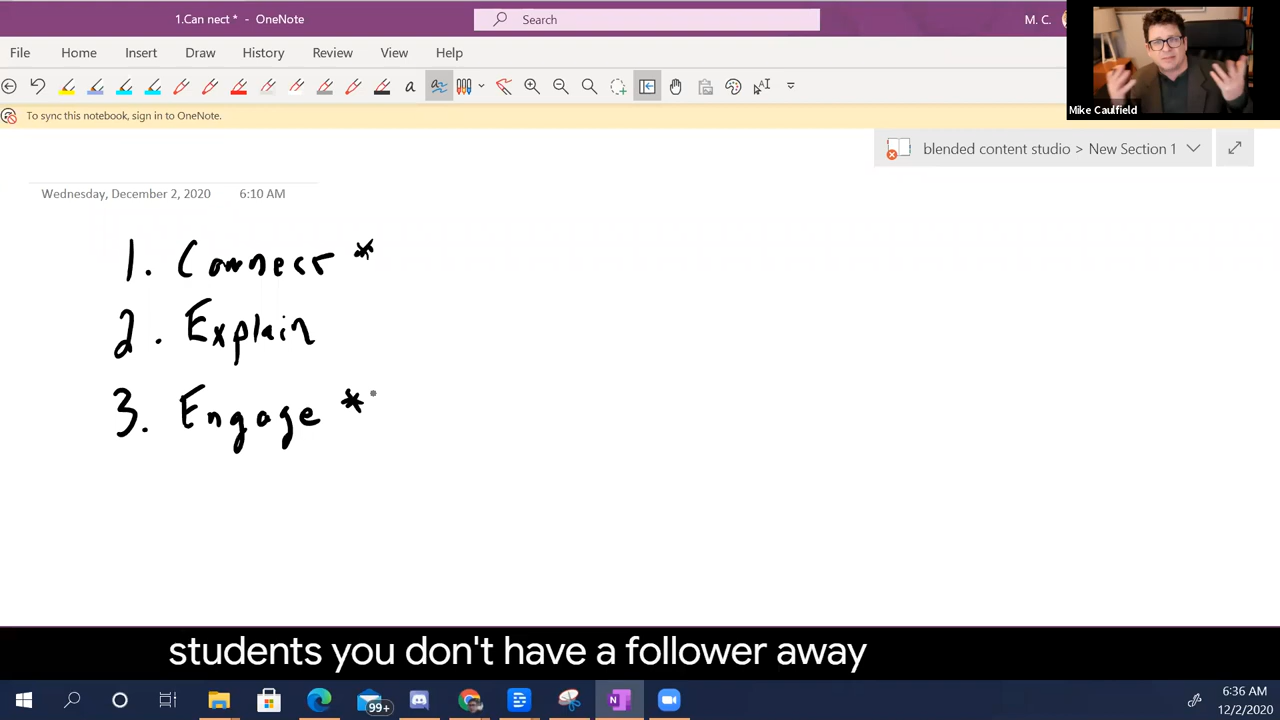 1.Can nect * - OneNote
Search
M. C.
File Home Insert Draw History Review View Help
Mike Caulfield
To sync this notebook, sign in to OneNote.
blended content studio > New Section 1
Wednesday, December 2, 2020 6:10 AM
1. Connect *
2. Explain
3. Engage *
students you don't have a follower away
99+
6:36 AM
12/2/2020